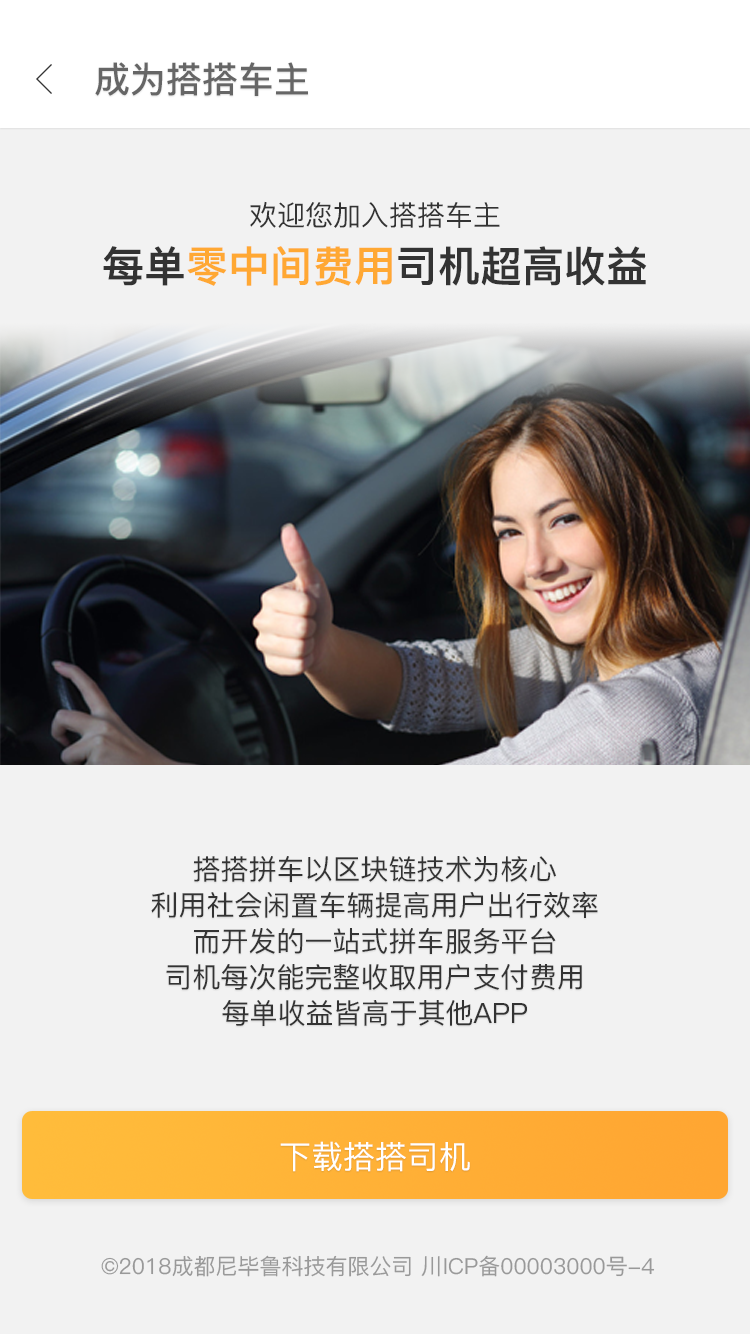 成为搭搭车主
欢迎您加入搭搭车主
每单零中间费用司机超高收益
搭搭拼车以区块链技术为核心
利用社会闲置车辆提高用户出行效率
而开发的一站式拼车服务平台
司机每次能完整收取用户支付费用
每单收益皆高于其他APP
下载搭搭司机
©2018成都尼毕鲁科技有限公司 川ICP备00003000号-4